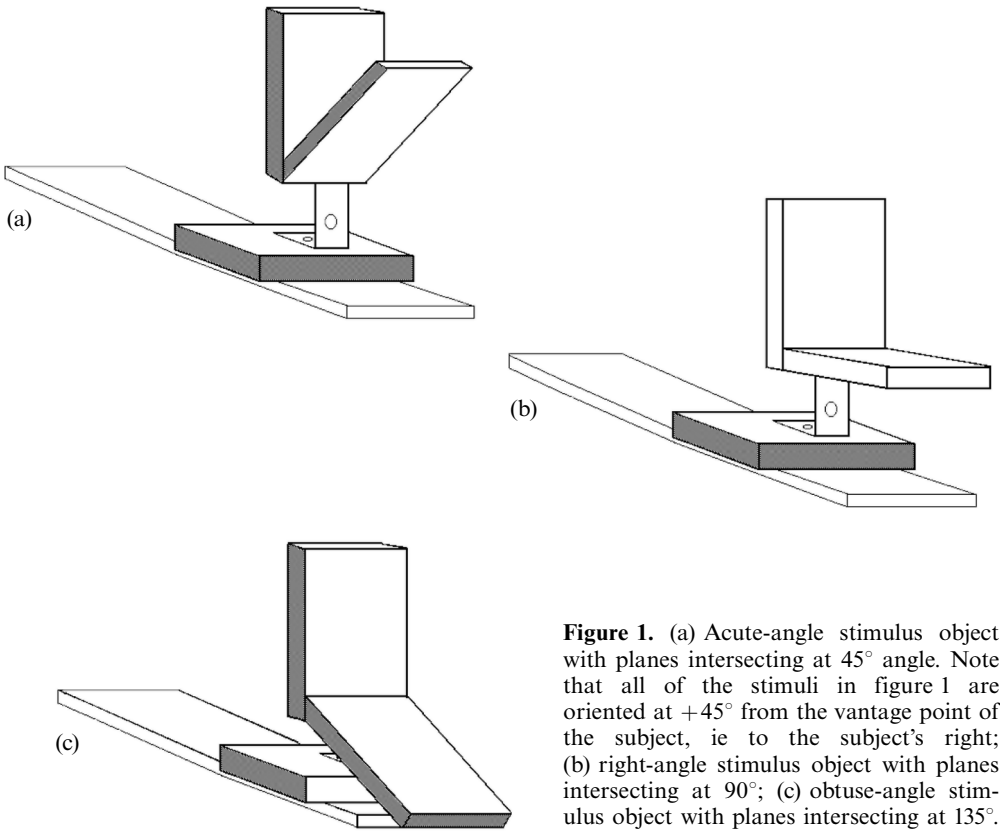 (a)
(b)
(c)
Figure 1. (a) Acute-angle stimulus object
with planes intersecting at 45° angle. Note
that all of the stimuli in figure 1 are
oriented at +45° from the vantage point of
the subject, ie to the subject's right;
(b) right-angle stimulus object with planes
intersecting at 90°; (c) obtuse-angle stim-
ulus object with planes intersecting at 135°.